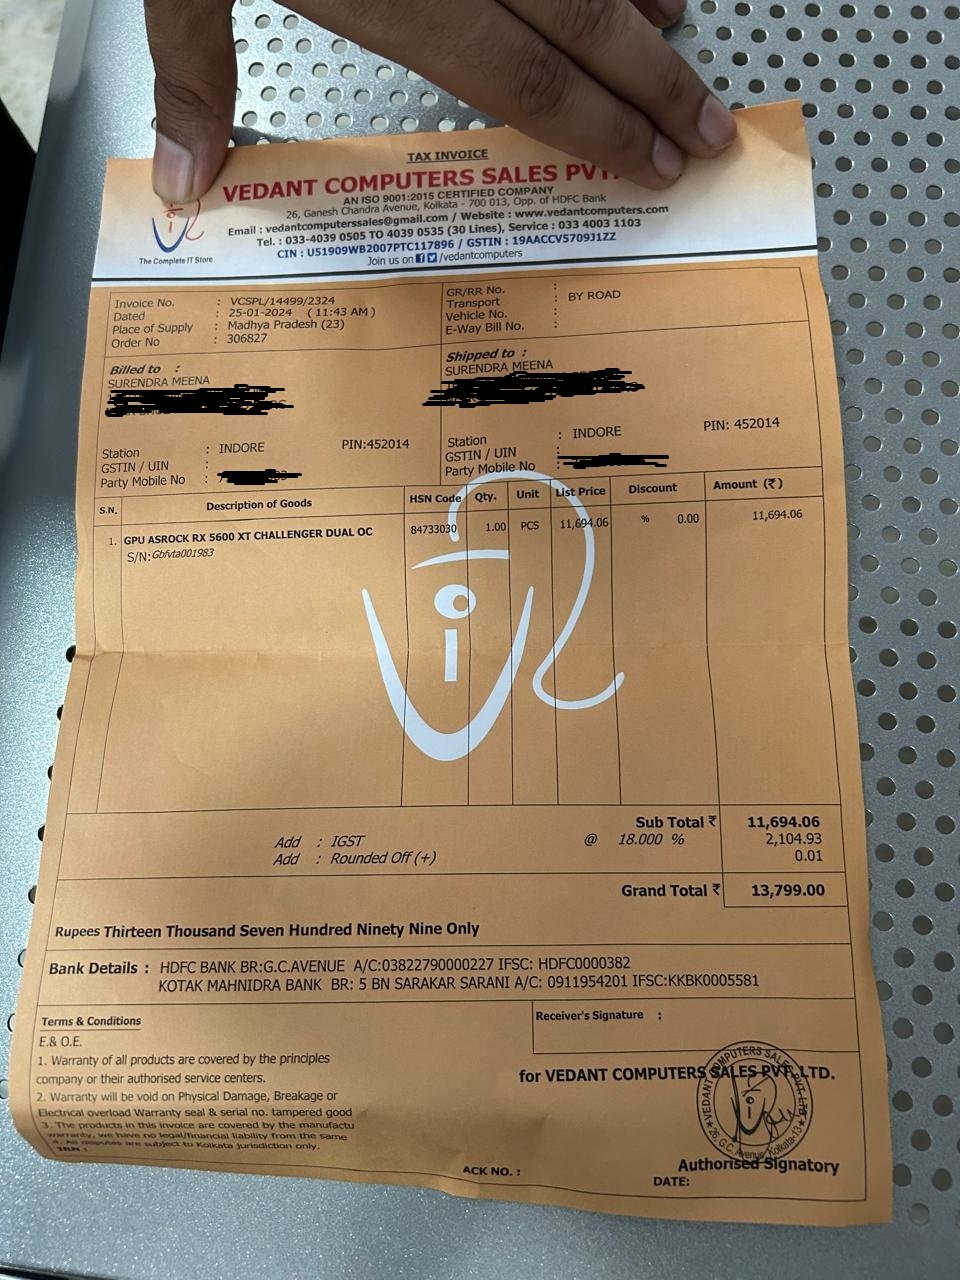 TAX INVOICE
VEDANT COMPUTERS SALES PVT.
AN ISO 9001:2015 CERTIFIED COMPANY
26, Ganesh Chandra Avenue, Kolkata - 700 013, Opp. of HDFC Bank
Email : vedantcomputerssales@gmail.com / Website : www.vedantcomputers.com
Tel. : 033-4039 0505 TO 4039 0535 (30 Lines), Service : 033 4003 1103
CIN : U51909WB2007PTC117896 / GSTIN : 19AACCV5709J1ZZ
Join us on /vedantcomputers
The Complete IT Store
Invoice No. : VCSPL/14499/2324
Dated : 25-01-2024 ( 11:43 AM )
Place of Supply : Madhya Pradesh (23)
Order No : 306827
GR/RR No. :
Transport : BY ROAD
Vehicle No. :
E-Way Bill No. :
Billed to :
SURENDRA MEENA
Station : INDORE PIN:452014
GSTIN / UIN :
Party Mobile No :
Shipped to :
SURENDRA MEENA
Station : INDORE PIN: 452014
GSTIN / UIN :
Party Mobile No
S.N. Description of Goods HSN Code Qty. Unit List Price Discount Amount (₹)
1. GPU ASROCK RX 5600 XT CHALLENGER DUAL OC 84733030 1.00 PCS 11,694.06 % 0.00 11,694.06
S/N: Gbfvta001983
Sub Total ₹ 11,694.06
Add : IGST @ 18.000 % 2,104.93
Add : Rounded Off (+) 0.01
Grand Total ₹ 13,799.00
Rupees Thirteen Thousand Seven Hundred Ninety Nine Only
Bank Details : HDFC BANK BR:G.C.AVENUE A/C:03822790000227 IFSC: HDFC0000382
KOTAK MAHNIDRA BANK BR: 5 BN SARAKAR SARANI A/C: 0911954201 IFSC:KKBK0005581
Terms & Conditions
E.& O.E.
1. Warranty of all products are covered by the principles
company or their authorised service centers.
2. Warranty will be void on Physical Damage, Breakage or
Electrical overload Warranty seal & serial no. tampered good
3. The products in this invoice are covered by the manufactu
warranty, we have no legal/financial liability from the same
4. All disputes are subject to Kolkata jurisdiction only.
IRN :
Receiver's Signature :
for VEDANT COMPUTERS SALES PVT. LTD.
VEDANT COMPUTERS SALES PVT. LTD.
26, G.C. Avenue, Kolkata-13
Authorised Signatory
ACK NO. :
DATE: